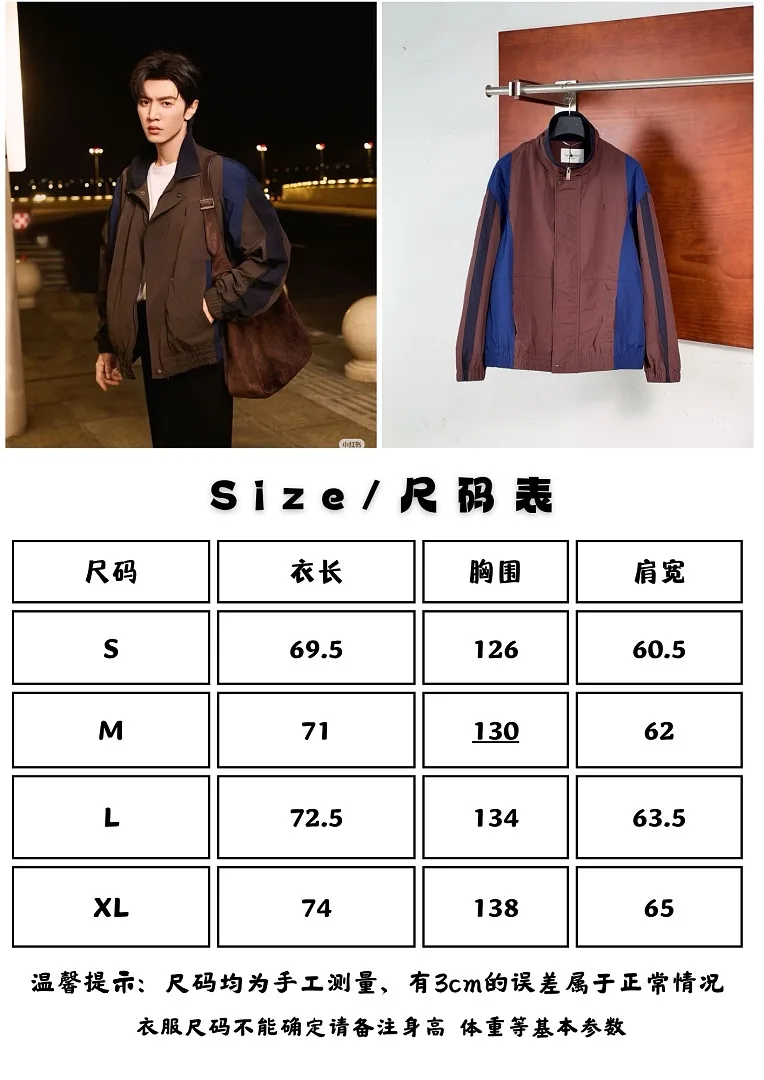 小红书
Size/尺码表
尺码 衣长 胸围 肩宽
S 69.5 126 60.5
M 71 130 62
L 72.5 134 63.5
XL 74 138 65
温馨提示：尺码均为手工测量、有3cm的误差属于正常情况
衣服尺码不能确定请备注身高 体重等基本参数